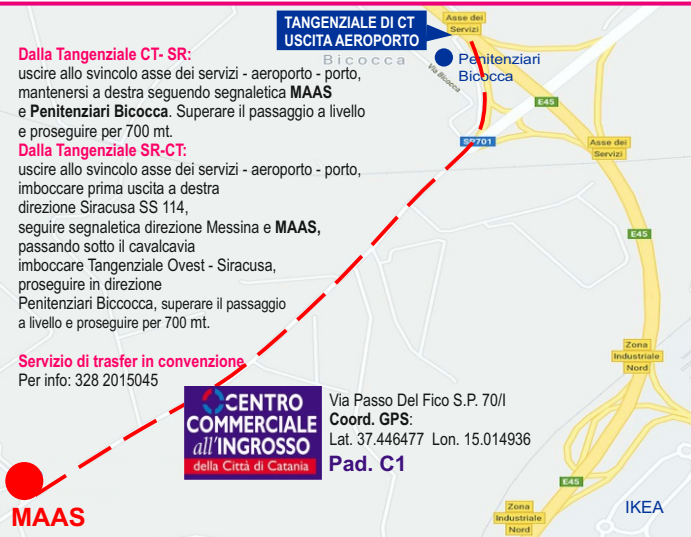 TANGENZIALE DI CT
USCITA AEROPORTO
Asse dei
Servizi
Bicocca
Via Bicocca
Penitenziari
Bicocca
Dalla Tangenziale CT- SR:
uscire allo svincolo asse dei servizi - aeroporto - porto,
mantenersi a destra seguendo segnaletica MAAS
e Penitenziari Bicocca. Superare il passaggio a livello
e proseguire per 700 mt.
Dalla Tangenziale SR-CT:
uscire allo svincolo asse dei servizi - aeroporto - porto,
imboccare prima uscita a destra
direzione Siracusa SS 114,
seguire segnaletica direzione Messina e MAAS,
passando sotto il cavalcavia
imboccare Tangenziale Ovest - Siracusa,
proseguire in direzione
Penitenziari Biccocca, superare il passaggio
a livello e proseguire per 700 mt.
Servizio di trasfer in convenzione
Per info: 328 2015045
E45
SP701
Asse dei
Servizi
E45
Zona
Industriale
Nord
CENTRO
COMMERCIALE
all'INGROSSO
della Città di Catania
Via Passo Del Fico S.P. 70/I
Coord. GPS:
Lat. 37.446477 Lon. 15.014936
Pad. C1
E45
Zona
Industriale
Nord
IKEA
MAAS